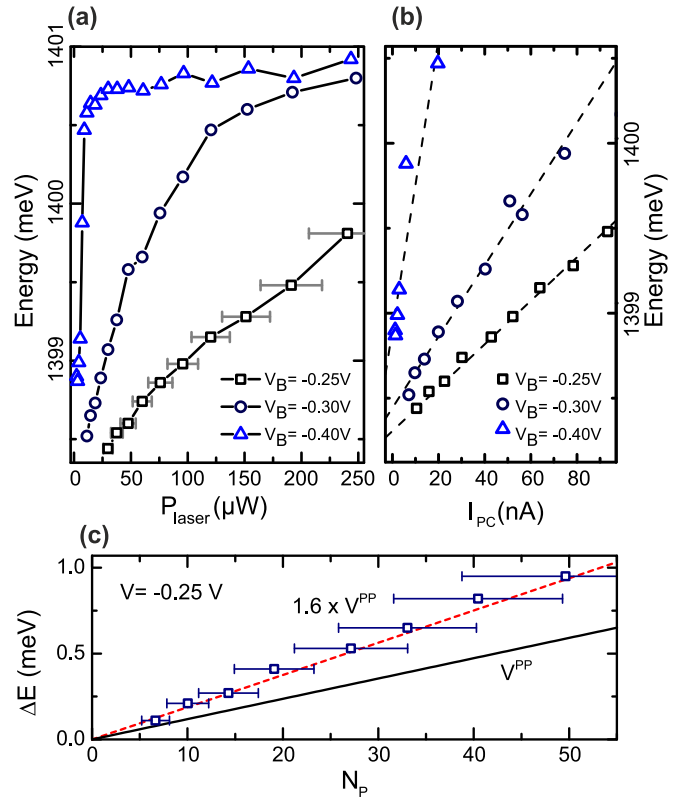 (a)
(b)
1401
1400
1399
Energy (meV)
V_B= -0.25V
V_B= -0.30V
V_B= -0.40V
0 50 100 150 200 250
P_laser (μW)
1400
1399
Energy (meV)
V_B= -0.25V
V_B= -0.30V
V_B= -0.40V
0 20 40 60 80
I_PC (nA)
(c)
1.0
0.5
0.0
ΔE (meV)
V= -0.25 V
1.6 x V^PP
V^PP
0 10 20 30 40 50
N_P